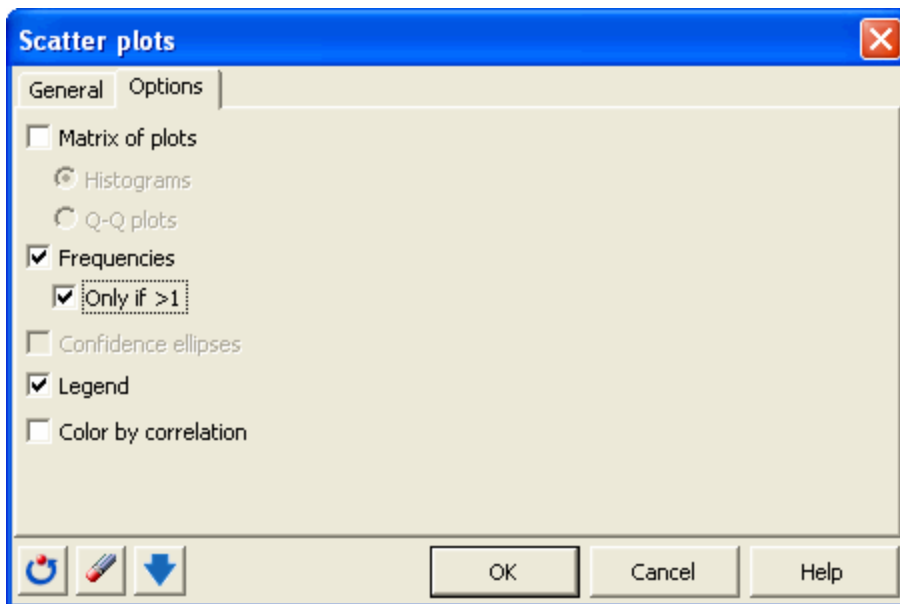 Scatter plots
General Options
Matrix of plots
Histograms
Q-Q plots
Frequencies
Only if >1
Confidence ellipses
Legend
Color by correlation
OK Cancel Help